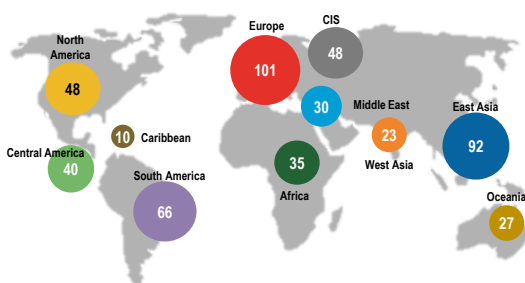 Europe
CIS
North
America
48
101
48
30
Middle East
East Asia
10
Caribbean
23
92
Central America
40
West Asia
35
South America
Africa
66
Oceania
27